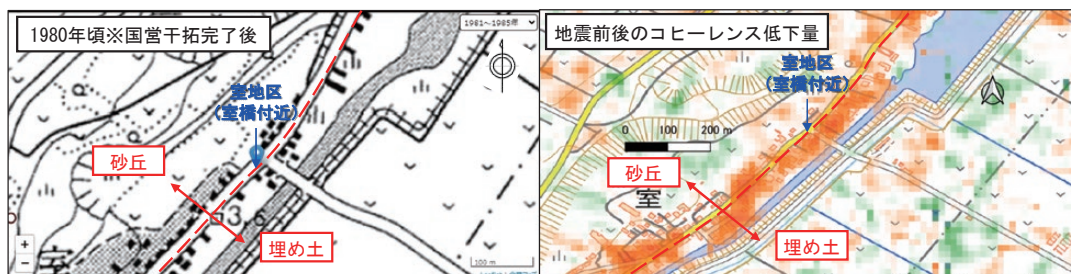 1980年頃※国営干拓完了後
1981~1985年
室地区
(室橋付近)
砂丘
3.6
埋め土
室
+
−
100 m
地震前後のコヒーレンス低下量
室地区
(室橋付近)
0 100 200 m
砂丘
室
埋め土